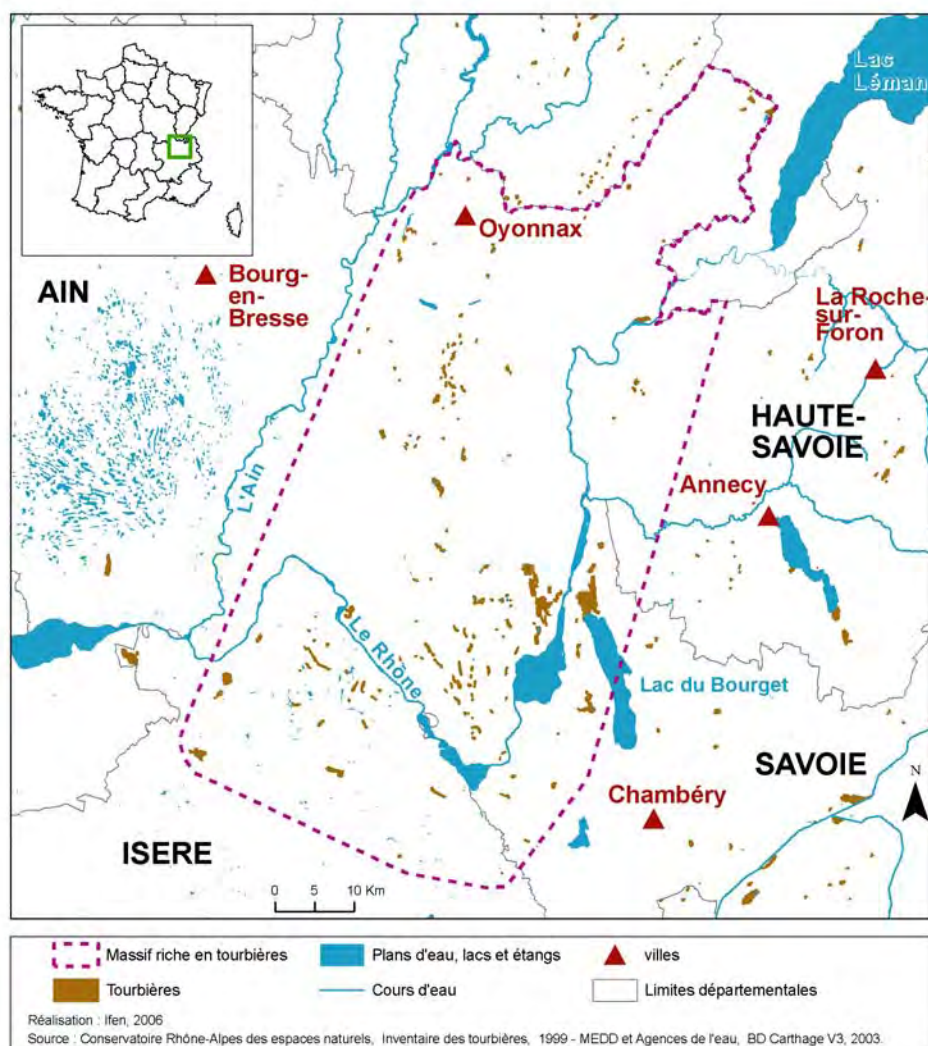 Lac
Léman
Oyonnax
Bourg-
en-
Bresse
AIN
La Roche-
sur-
Foron
HAUTE-
SAVOIE
L'Ain
Annecy
Le Rhône
Lac du Bourget
SAVOIE
N
Chambéry
ISERE
0 5 10 Km
Massif riche en tourbières
Plans d'eau, lacs et étangs
villes
Tourbières
Cours d'eau
Limites départementales
Réalisation : Ifen, 2006
Source : Conservatoire Rhône-Alpes des espaces naturels, Inventaire des tourbières, 1999 - MEDD et Agences de l'eau, BD Carthage V3, 2003.